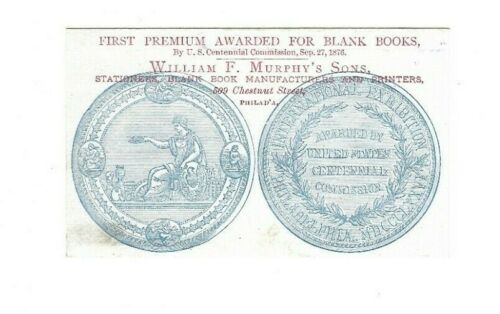 FIRST PREMIUM AWARDED FOR BLANK BOOKS,
By U. S. Centennial Commission, Sep. 27, 1876.
WILLIAM F. MURPHY'S SONS,
STATIONERS, BLANK BOOK MANUFACTURERS AND PRINTERS,
509 Chestnut Street,
PHILAD'A.
INTERNATIONAL EXHIBITION
AWARDED BY
UNITED STATES
CENTENNIAL
COMMISSION
PHILADELPHIA, MDCCCLXXVI